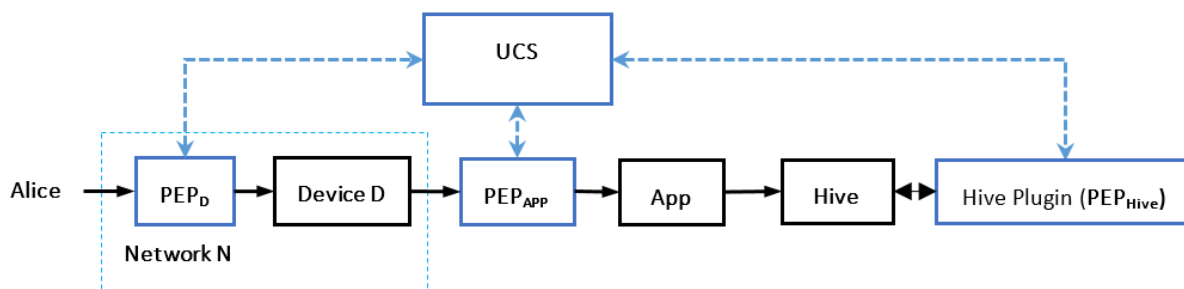 UCS
Alice
PEP_D
Device D
PEP_APP
App
Hive
Hive Plugin (PEP_Hive)
Network N